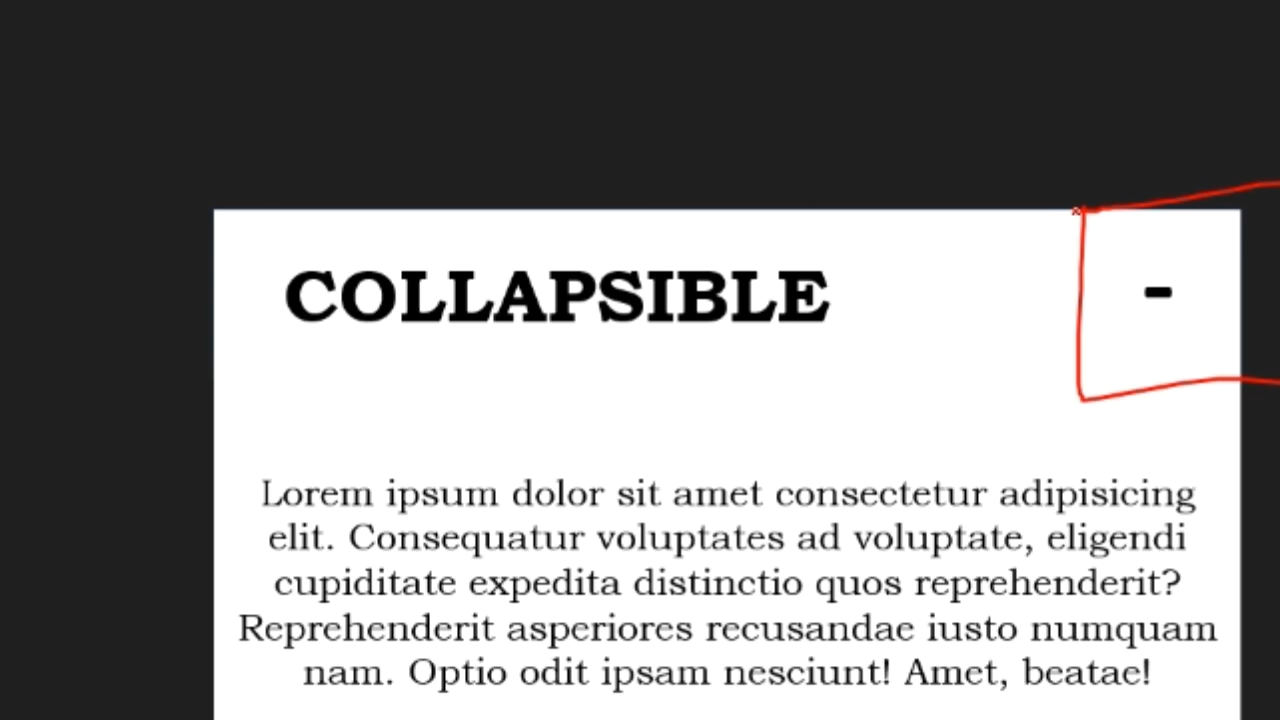 COLLAPSIBLE -
Lorem ipsum dolor sit amet consectetur adipisicing
elit. Consequatur voluptates ad voluptate, eligendi
cupiditate expedita distinctio quos reprehenderit?
Reprehenderit asperiores recusandae iusto numquam
nam. Optio odit ipsam nesciunt! Amet, beatae!